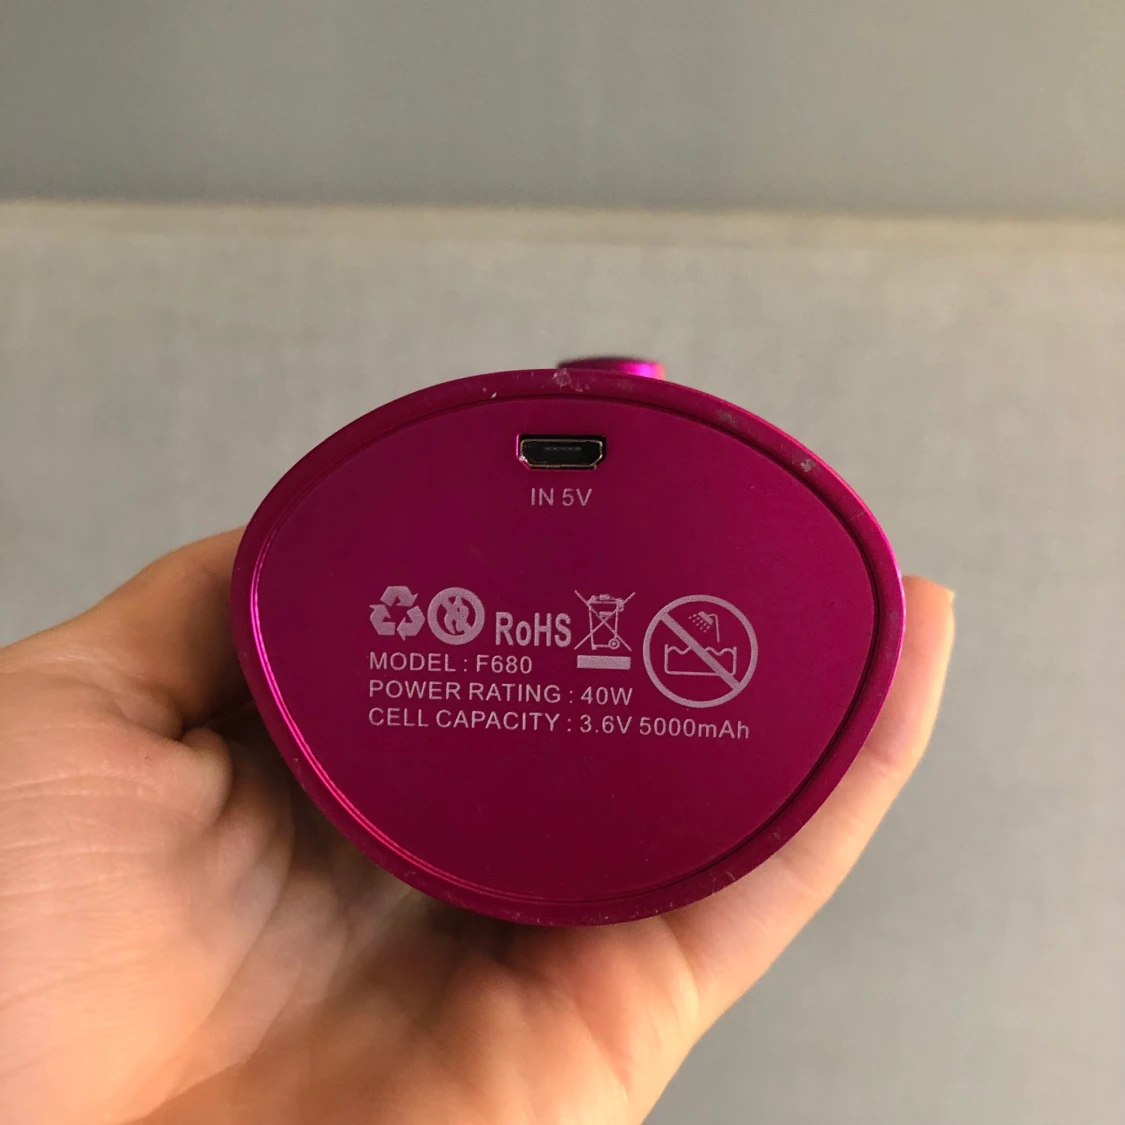 IN 5V
RoHS
MODEL : F680
POWER RATING : 40W
CELL CAPACITY : 3.6V 5000mAh